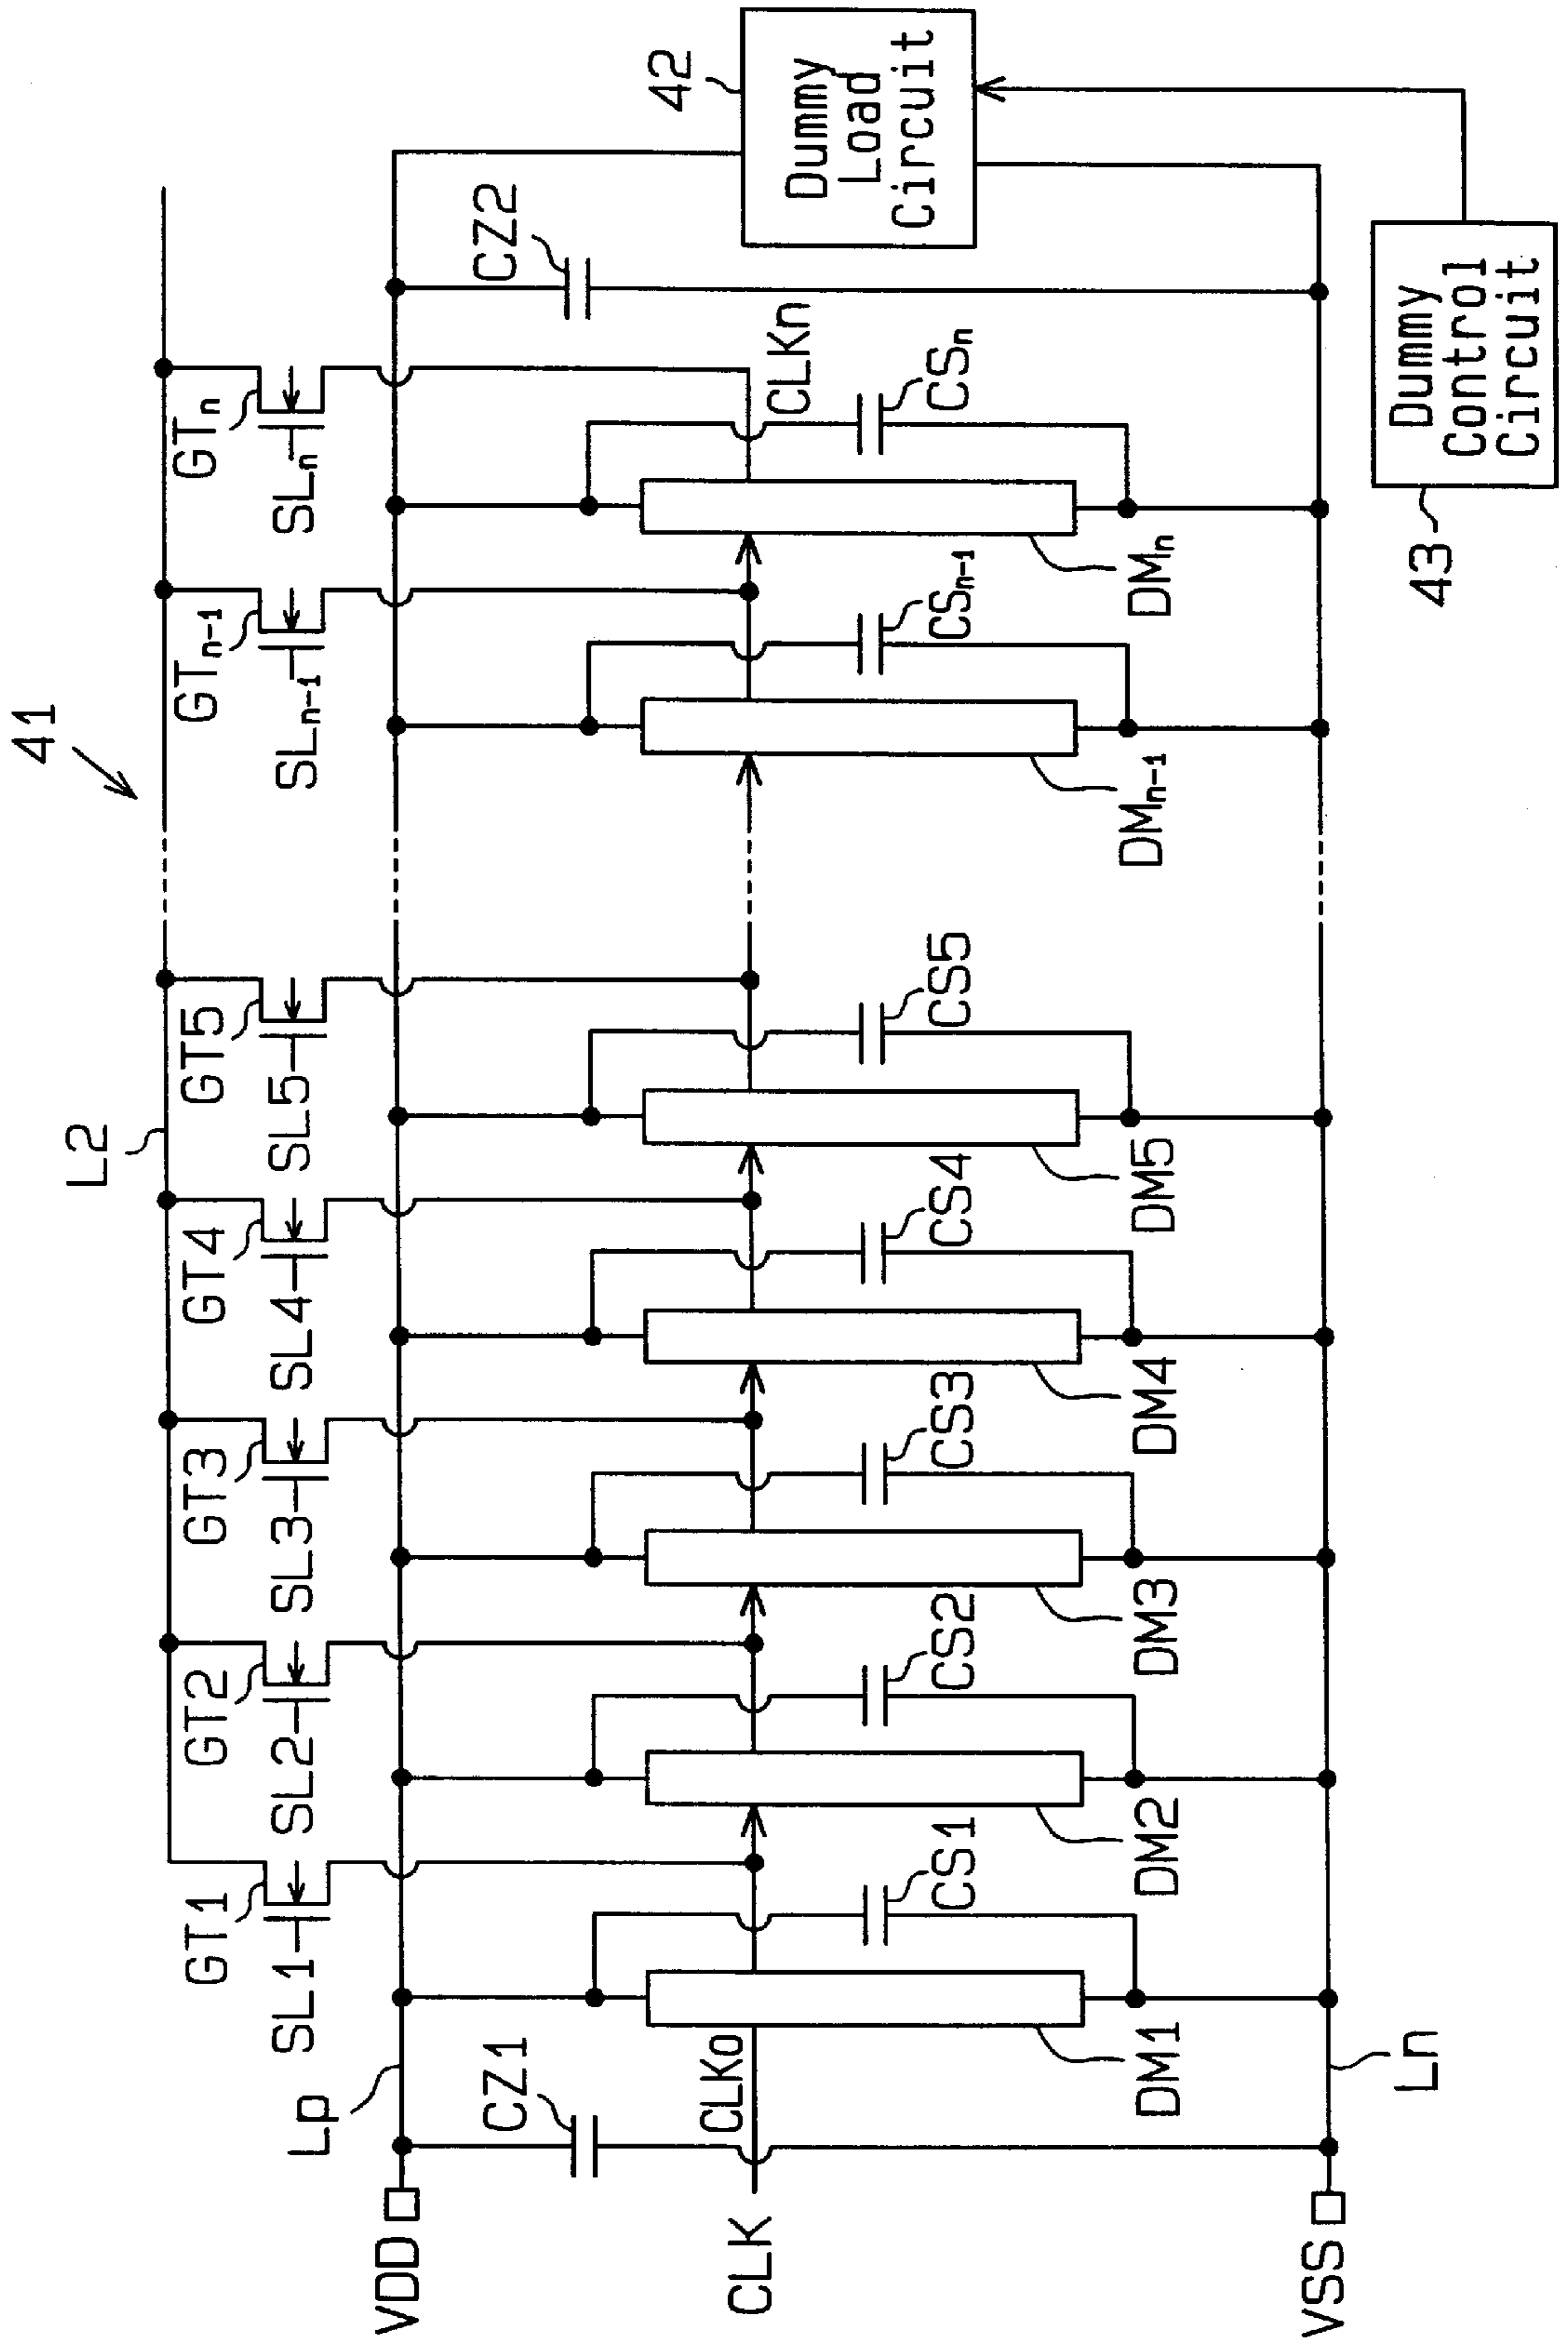 41
L2
GT1
GT2
GT3
GT4
GT5
GTn-1
GTn
SL1
SL2
SL3
SL4
SL5
SLn-1
SLn
Lp
VDD
CZ1
CZ2
42
Dummy
Load
Circuit
CLK
CLKo
CLKn
CS1
CS2
CS3
CS4
CS5
CSn-1
CSn
DM1
DM2
DM3
DM4
DM5
DMn-1
DMn
VSS
Ln
43
Dummy
Control
Circuit